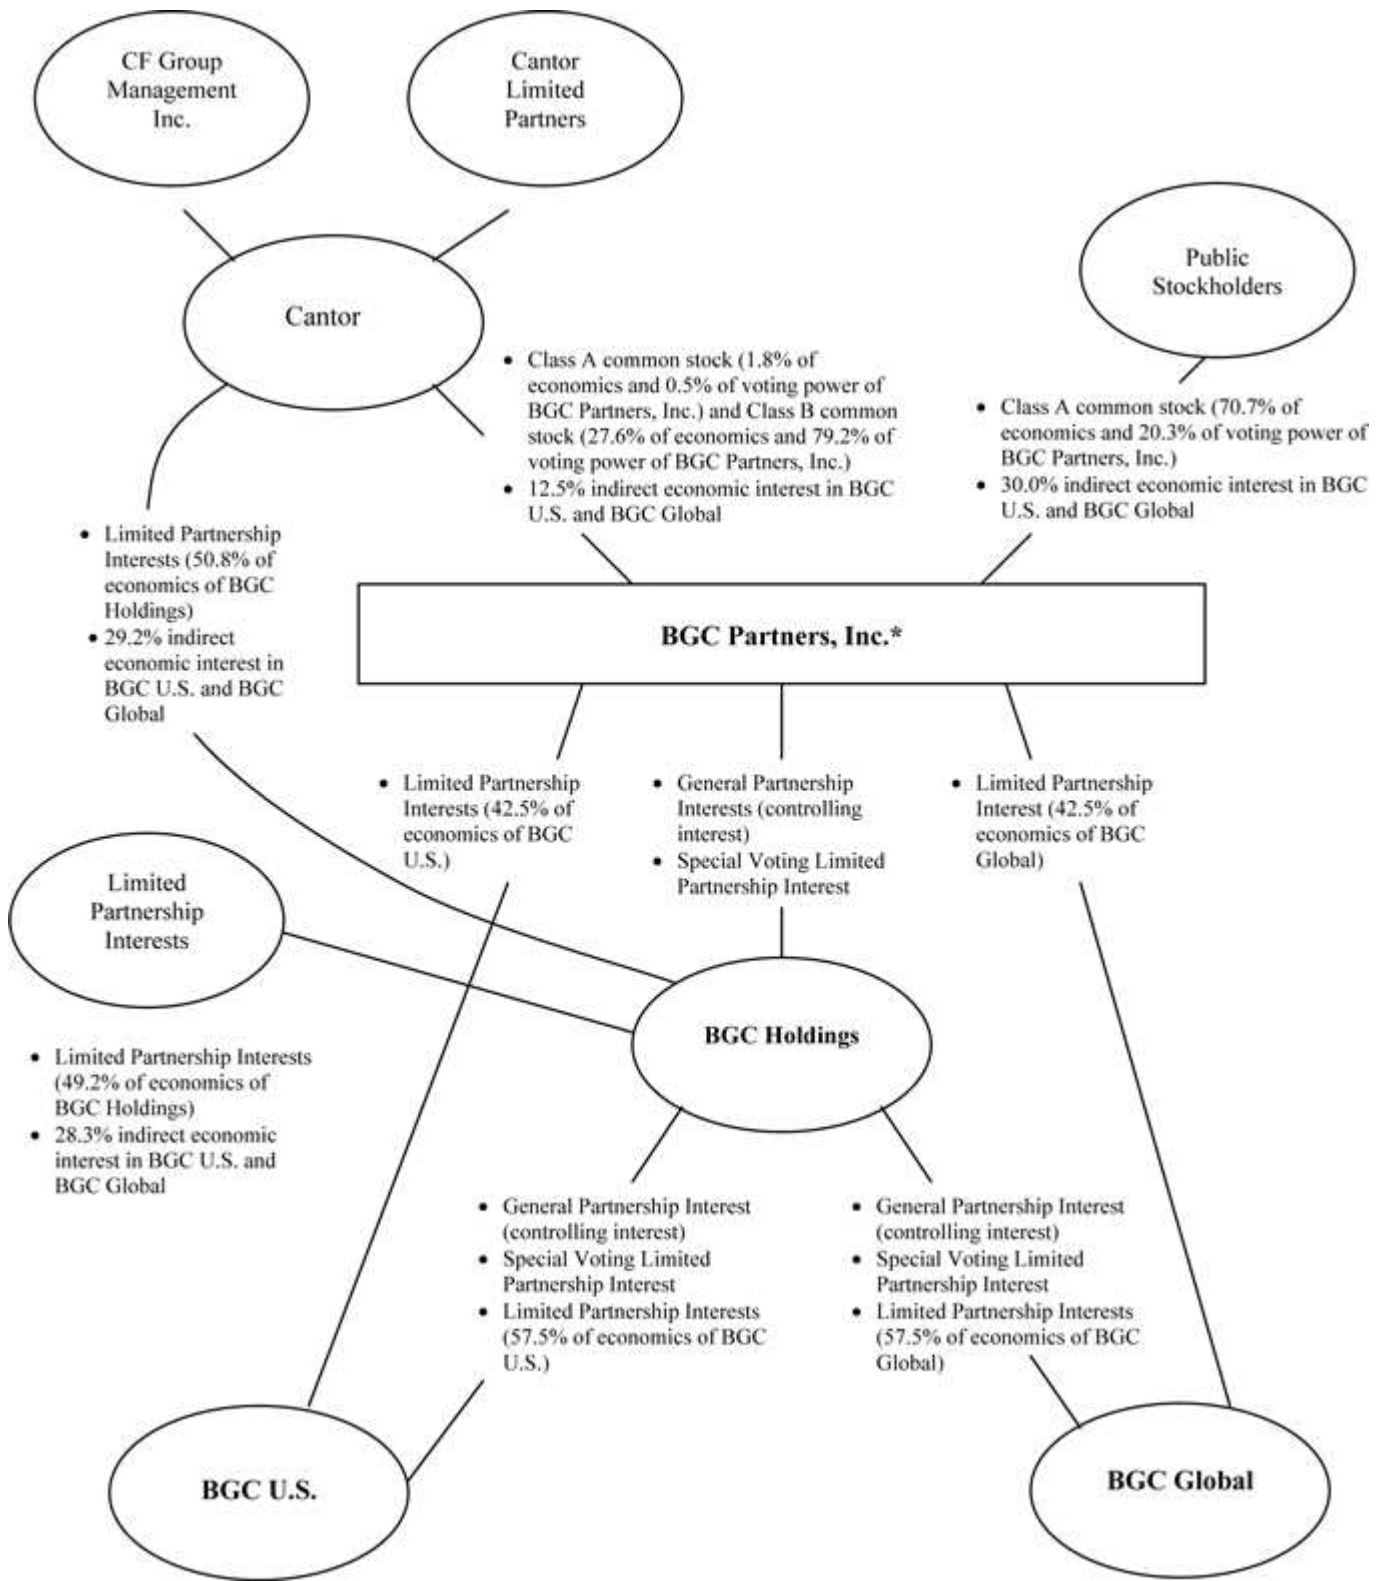 CF Group
Management
Inc.
Cantor
Limited
Partners
Public
Stockholders
Cantor
• Class A common stock (1.8% of
economics and 0.5% of voting power of
BGC Partners, Inc.) and Class B common
stock (27.6% of economics and 79.2% of
voting power of BGC Partners, Inc.)
• 12.5% indirect economic interest in BGC
U.S. and BGC Global
• Class A common stock (70.7% of
economics and 20.3% of voting power of
BGC Partners, Inc.)
• 30.0% indirect economic interest in BGC
U.S. and BGC Global
• Limited Partnership
Interests (50.8% of
economics of BGC
Holdings)
• 29.2% indirect
economic interest in
BGC U.S. and BGC
Global
BGC Partners, Inc.*
• Limited Partnership
Interests (42.5% of
economics of BGC
U.S.)
• General Partnership
Interests (controlling
interest)
• Special Voting Limited
Partnership Interest
• Limited Partnership
Interest (42.5% of
economics of BGC
Global)
Limited
Partnership
Interests
BGC Holdings
• Limited Partnership Interests
(49.2% of economics of
BGC Holdings)
• 28.3% indirect economic
interest in BGC U.S. and
BGC Global
• General Partnership Interest
(controlling interest)
• Special Voting Limited
Partnership Interest
• Limited Partnership Interests
(57.5% of economics of BGC
U.S.)
• General Partnership Interest
(controlling interest)
• Special Voting Limited
Partnership Interest
• Limited Partnership Interests
(57.5% of economics of BGC
Global)
BGC U.S.
BGC Global